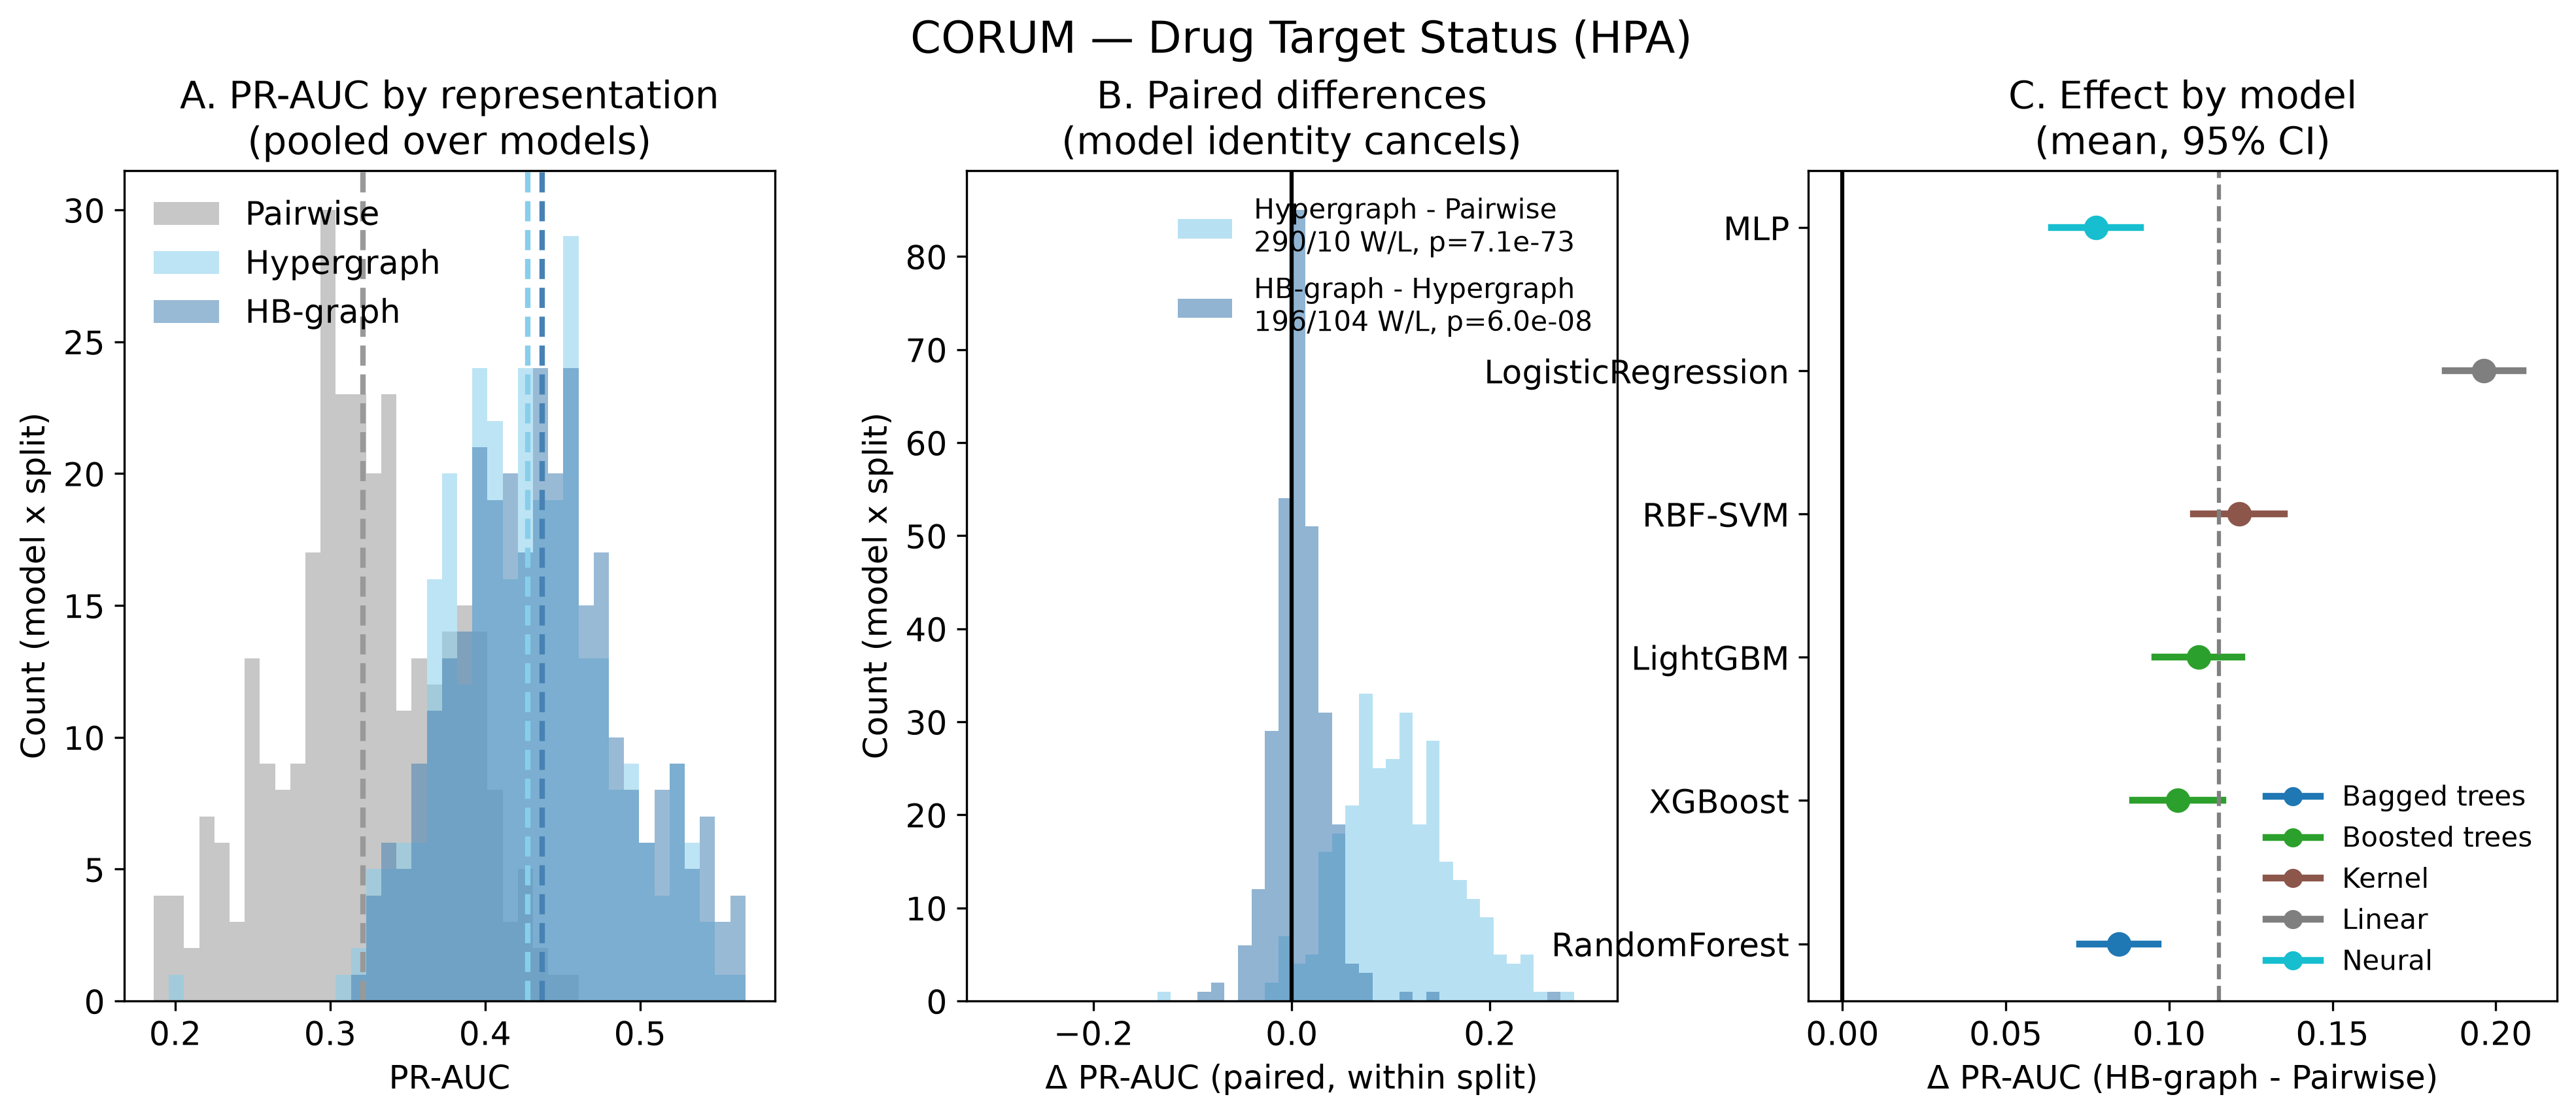 CORUM — Drug Target Status (HPA)
A. PR-AUC by representation
(pooled over models)
30
25
20
15
10
5
0
Count (model x split)
Pairwise
Hypergraph
HB-graph
0.2
0.3
0.4
0.5
PR-AUC
B. Paired differences
(model identity cancels)
80
70
60
50
40
30
20
10
0
Count (model x split)
Hypergraph - Pairwise
290/10 W/L, p=7.1e-73
HB-graph - Hypergraph
196/104 W/L, p=6.0e-08
−0.2
0.0
0.2
Δ PR-AUC (paired, within split)
C. Effect by model
(mean, 95% CI)
MLP
LogisticRegression
RBF-SVM
LightGBM
XGBoost
RandomForest
Bagged trees
Boosted trees
Kernel
Linear
Neural
0.00
0.05
0.10
0.15
0.20
Δ PR-AUC (HB-graph - Pairwise)